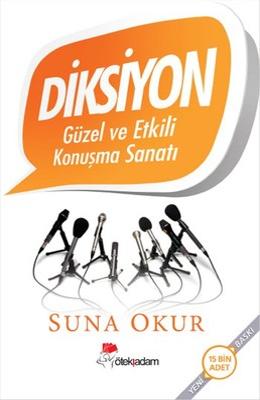 DİKSİYON
Güzel ve Etkili
Konuşma Sanatı
SUNA OKUR
ötekiadam
15 BİN
ADET
YENİ BASKI